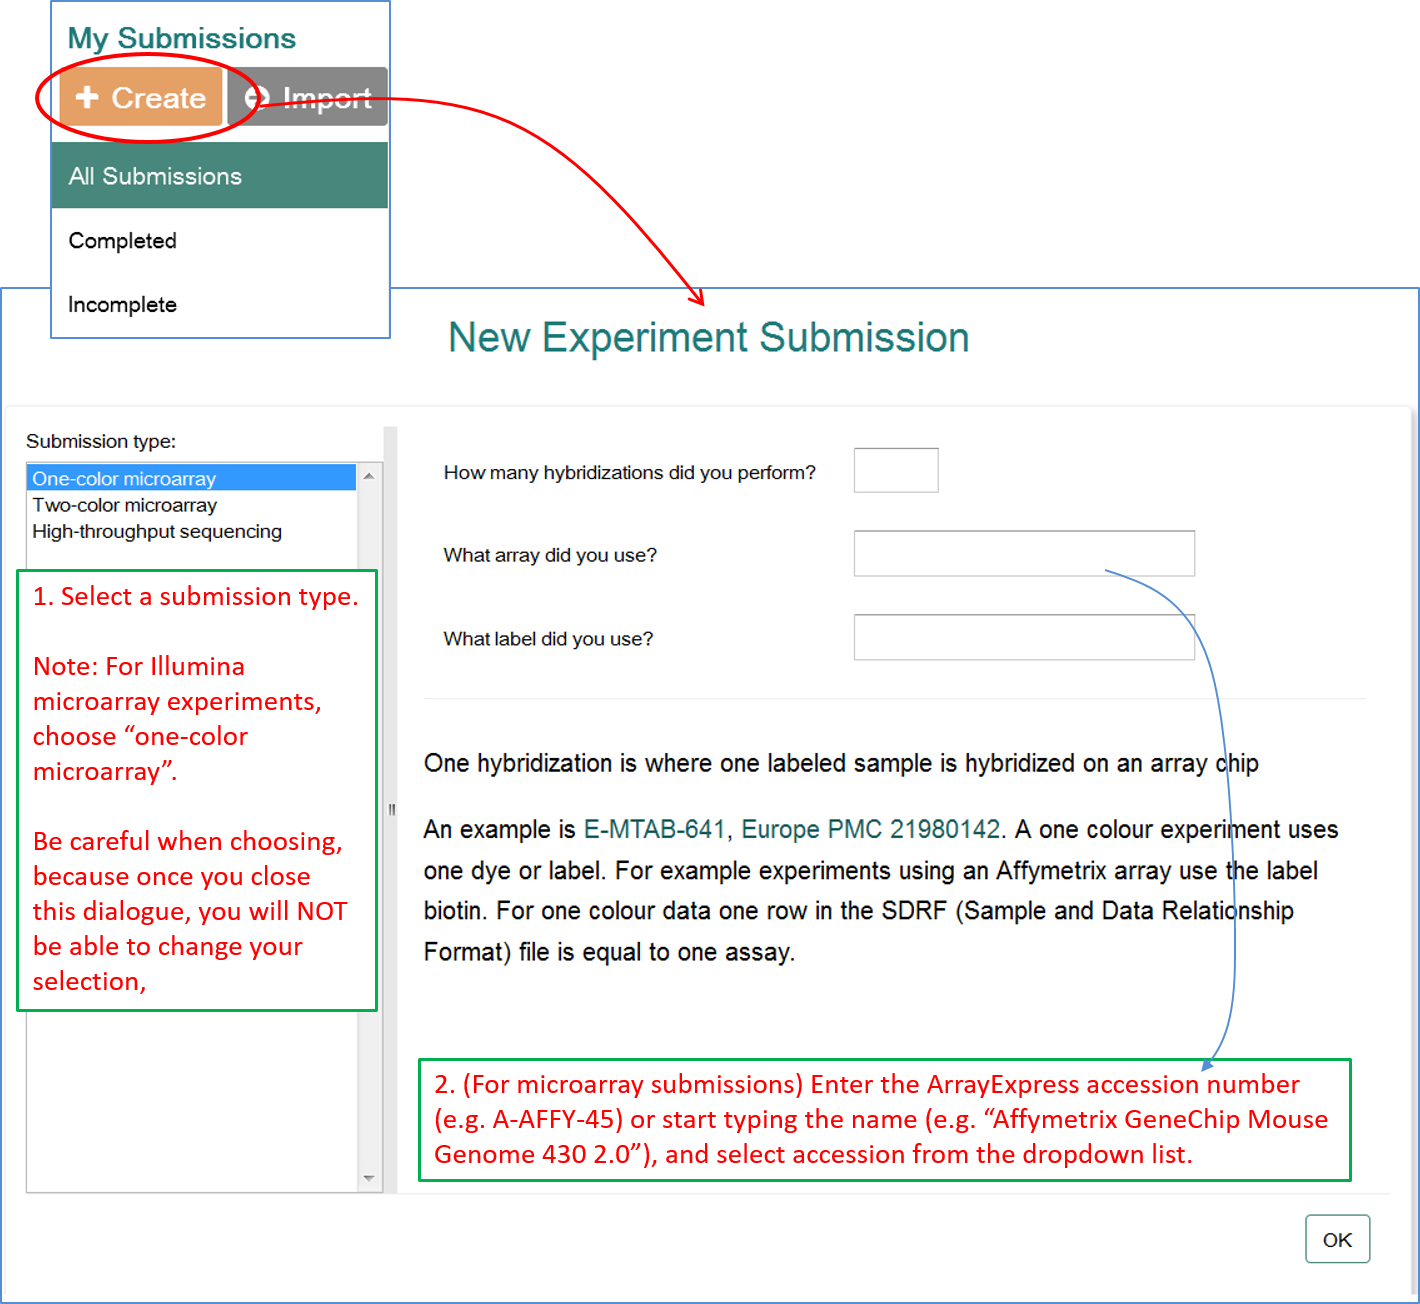 My Submissions
+ Create
Import
All Submissions
Completed
Incomplete
New Experiment Submission
Submission type:
One-color microarray
Two-color microarray
High-throughput sequencing
1. Select a submission type.
Note: For Illumina
microarray experiments,
choose “one-color
microarray”.
Be careful when choosing,
because once you close
this dialogue, you will NOT
be able to change your
selection,
How many hybridizations did you perform?
What array did you use?
What label did you use?
One hybridization is where one labeled sample is hybridized on an array chip
An example is E-MTAB-641, Europe PMC 21980142. A one colour experiment uses
one dye or label. For example experiments using an Affymetrix array use the label
biotin. For one colour data one row in the SDRF (Sample and Data Relationship
Format) file is equal to one assay.
2. (For microarray submissions) Enter the ArrayExpress accession number
(e.g. A-AFFY-45) or start typing the name (e.g. “Affymetrix GeneChip Mouse
Genome 430 2.0”), and select accession from the dropdown list.
OK